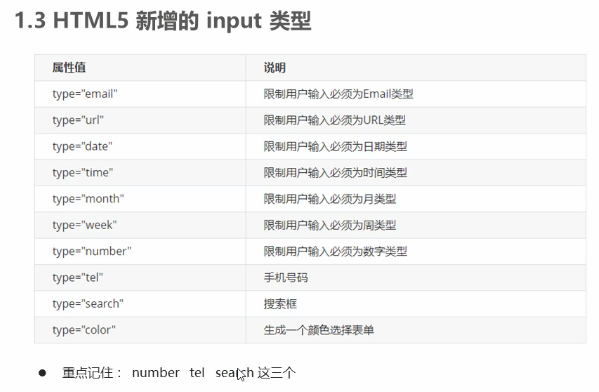 1.3 HTML5 新增的 input 类型
属性值 说明
type="email" 限制用户输入必须为Email类型
type="url" 限制用户输入必须为URL类型
type="date" 限制用户输入必须为日期类型
type="time" 限制用户输入必须为时间类型
type="month" 限制用户输入必须为月类型
type="week" 限制用户输入必须为周类型
type="number" 限制用户输入必须为数字类型
type="tel" 手机号码
type="search" 搜索框
type="color" 生成一个颜色选择表单
● 重点记住： number tel search 这三个